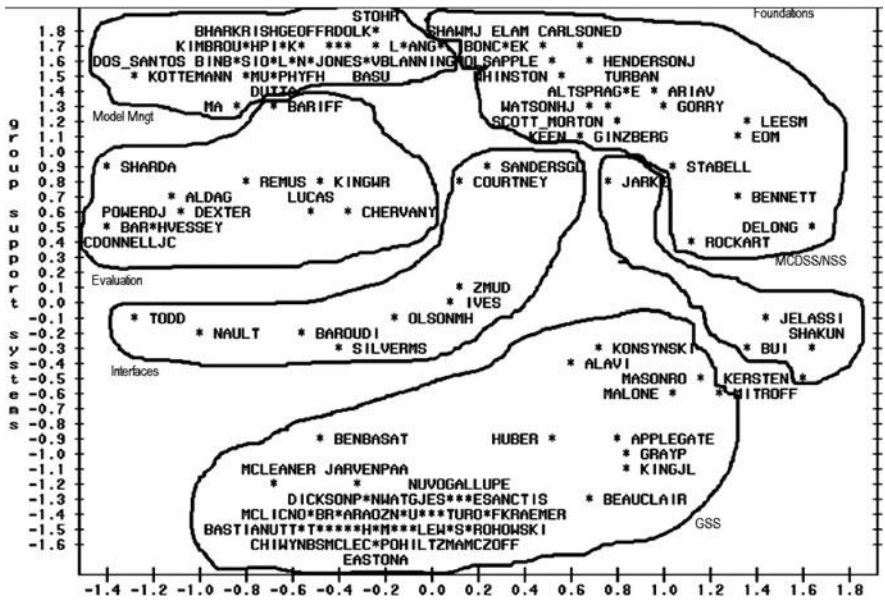 STOHR Foundations
1.8 BHARKRISHGEOFFRDOLK* SHAWMJ ELAM CARLSONED
1.7 KIMBROU*HPI*K* ***  * L*ANG* BONC*EK * *
1.6 DOS_SANTOS BINB*SIO*L*N*JONES*VBLANNING OLSAPPLE * * HENDERSONJ
1.5 * KOTTEMANN *MU*PHYFH BASU WHINSTON * TURBAN
1.4 DUTTA ALTSPRAG*E * ARIAV
1.3 MA * * BARIFF WATSONHJ * * * GORRY
Model Mngt
1.2 SCOTT_MORTON * * LEESM
1.1 KEEN * GINZBERG * EOM
1.0
0.9 * SHARDA * SANDERSGO * STABELL
0.8 * REMUS * KINGWR * COURTNEY * JARKE
0.7 * ALDAG LUCAS * BENNETT
0.6 POWERDJ * DEXTER * * CHERVANY
0.5 * BAR*HVESSEY DELONG *
0.4 CDONNELLJC * ROCKART
0.3
MCDSS/NSS
0.2
Evaluation
0.1 * ZMUD
0.0 * IVES
-0.1 * TODD * OLSONMH * JELASSI
-0.2 * NAULT * BAROUDI SHAKUN
-0.3 * SILVERMS * KONSYNSKI * BUI *
-0.4 * ALAVI
Interfaces
-0.5 MASONRO * KERSTEN *
-0.6 MALONE * * MITROFF
-0.8
-0.9 * BENBASAT HUBER * * APPLEGATE
-1.0 * GRAYP
-1.1 MCLEANER JARVENPAA * KINGJL
-1.2 * * NUVOGALLUPE
-1.3 DICKSONP*NWATGJES***ESANCTIS * BEAUCLAIR
-1.4 MCLICNO*BR*ARAOZN*U***TURO*FKRAEMER
GSS
-1.5 BASTIANUTT*T*****H*M***LEW*S*ROHOWSKI
-1.6 CHIWYNBSMCLEC*POHILTZMAMCZOFF
EASTONA
-1.4 -1.2 -1.0 -0.8 -0.6 -0.4 -0.2 0.0 0.2 0.4 0.6 0.8 1.0 1.2 1.4 1.6 1.8
group support systems